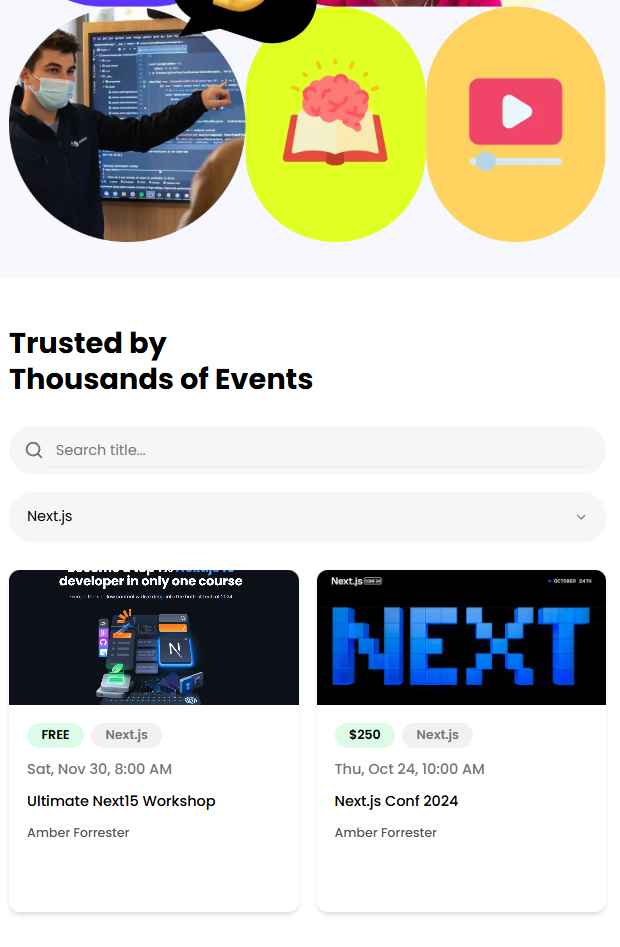 Trusted by
Thousands of Events
Search title...
Next.js
developer in only one course
N
FREE
Next.js
Sat, Nov 30, 8:00 AM
Ultimate Next15 Workshop
Amber Forrester
Next.js CONF 24
OCTOBER 24TH
NEXT
$250
Next.js
Thu, Oct 24, 10:00 AM
Next.js Conf 2024
Amber Forrester